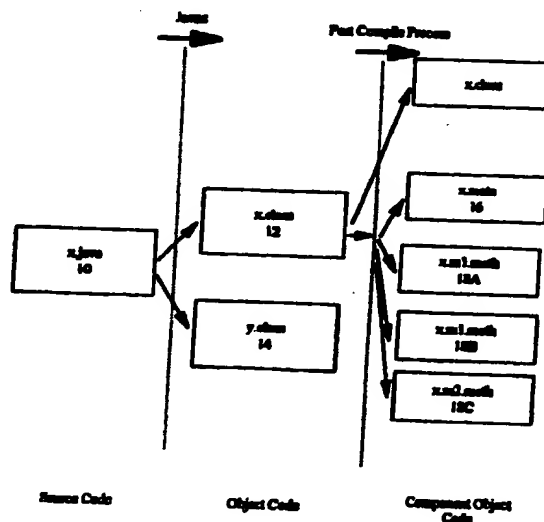 Javac
Post Compile Process
x.class
x.class
12
x.main
16
x.java
10
x.m1.meth
18A
y.class
14
x.m1.meth
18B
x.m2.meth
18C
Source Code
Object Code
Component Object
Code